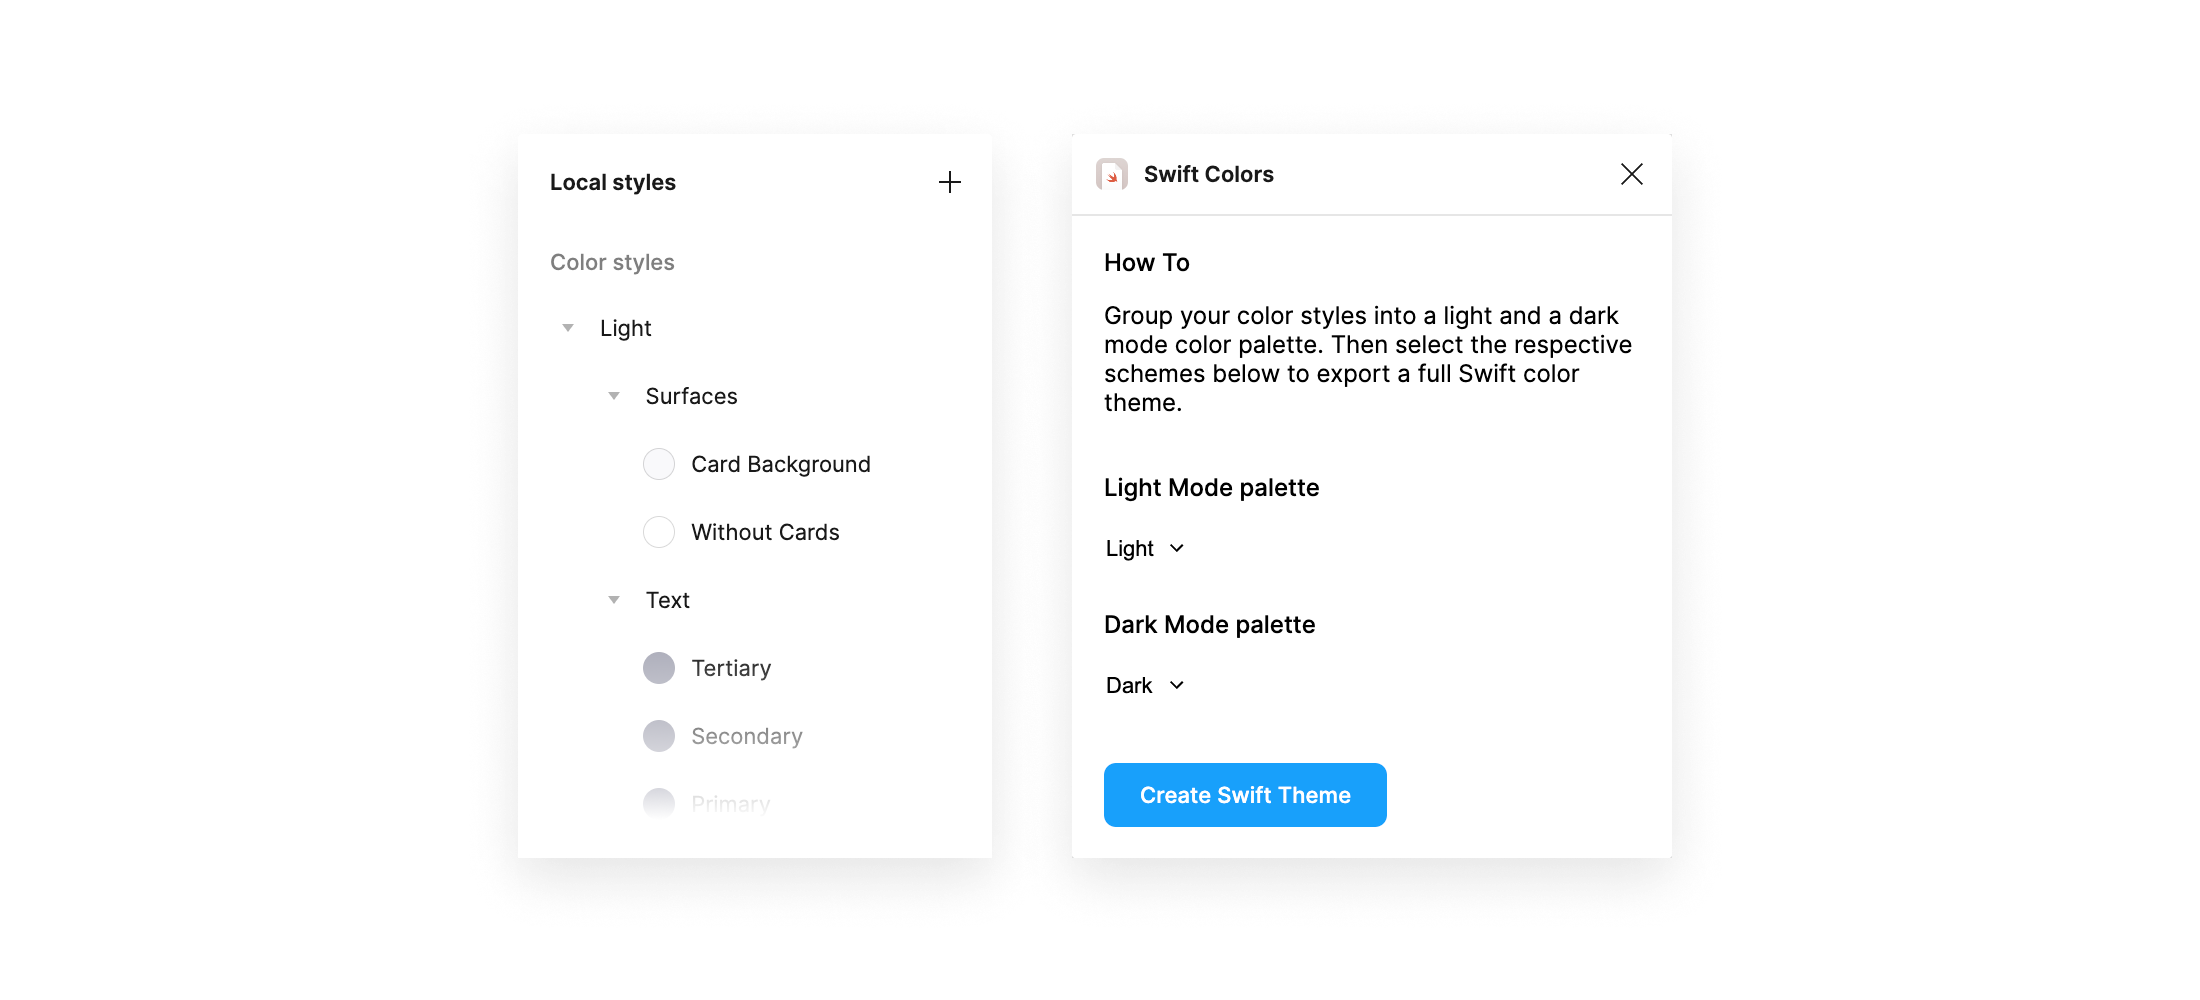 Local styles
Color styles
Light
Surfaces
Card Background
Without Cards
Text
Tertiary
Secondary
Primary
Swift Colors
How To
Group your color styles into a light and a dark
mode color palette. Then select the respective
schemes below to export a full Swift color
theme.
Light Mode palette
Light
Dark Mode palette
Dark
Create Swift Theme